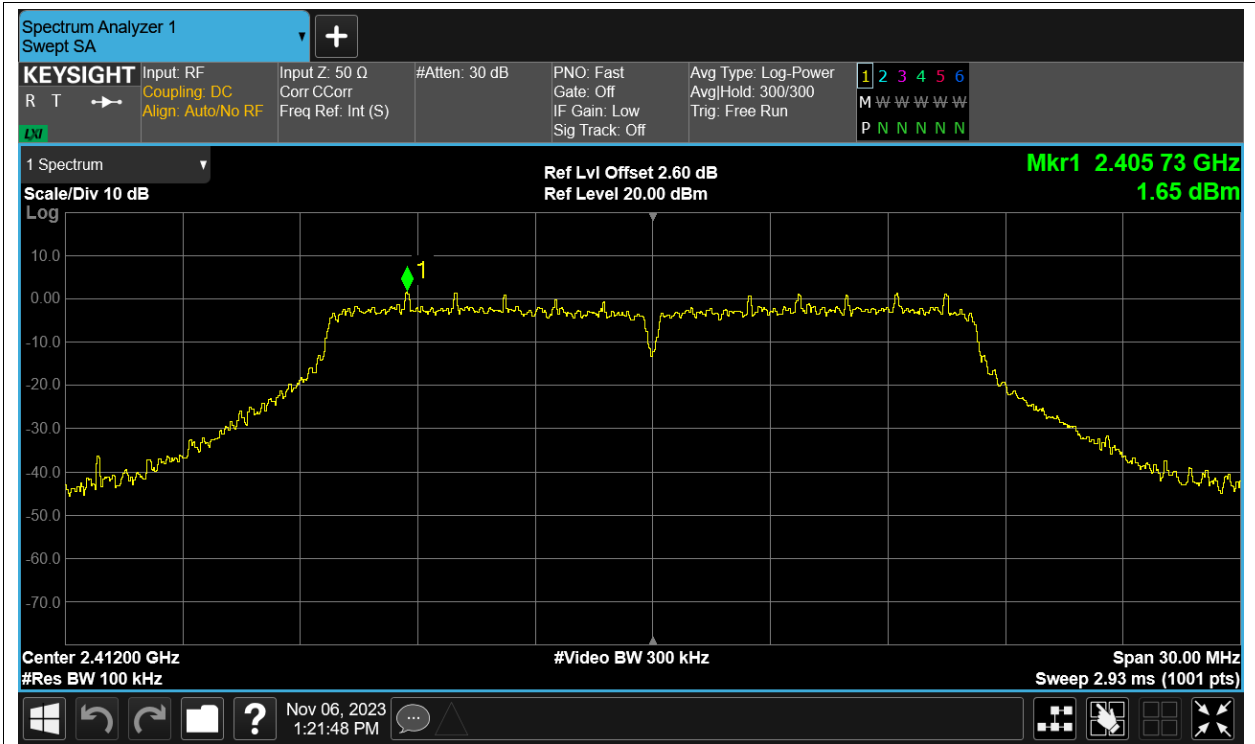 Spectrum Analyzer 1
Swept SA
KEYSIGHT
R T
LXI
Input: RF
Coupling: DC
Align: Auto/No RF
Input Z: 50 Ω
Corr CCorr
Freq Ref: Int (S)
#Atten: 30 dB
PNO: Fast
Gate: Off
IF Gain: Low
Sig Track: Off
Avg Type: Log-Power
Avg|Hold: 300/300
Trig: Free Run
1 2 3 4 5 6
M W W W W W
P N N N N N
1 Spectrum
Scale/Div 10 dB
Log
Ref Lvl Offset 2.60 dB
Ref Level 20.00 dBm
Mkr1 2.405 73 GHz
1.65 dBm
1
10.0
0.00
-10.0
-20.0
-30.0
-40.0
-50.0
-60.0
-70.0
Center 2.41200 GHz
#Res BW 100 kHz
#Video BW 300 kHz
Span 30.00 MHz
Sweep 2.93 ms (1001 pts)
?
Nov 06, 2023
1:21:48 PM